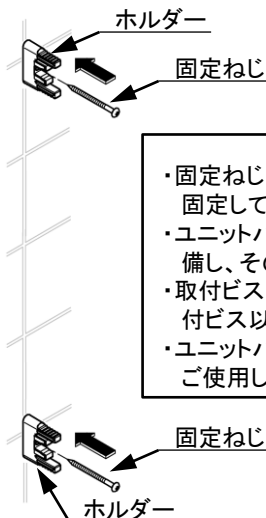 ホルダー
固定ねじ
・固定ねじ
固定して
・ユニットバ
備し、その
・取付ビス
付ビス以
・ユニットバ
ご使用し
固定ねじ
ホルダー